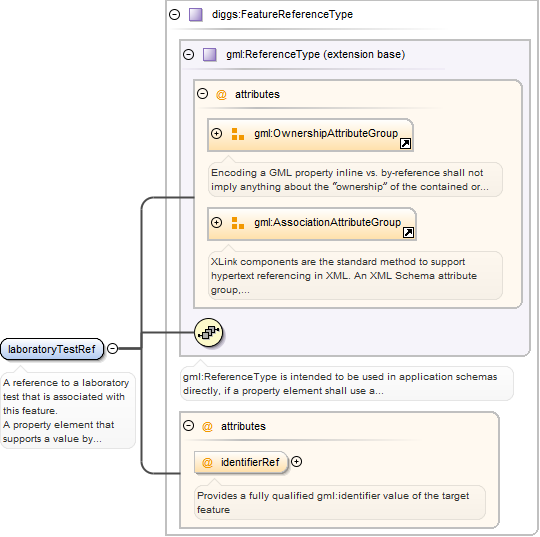 diggs:FeatureReferenceType
gml:ReferenceType (extension base)
@ attributes
gml:OwnershipAttributeGroup
Encoding a GML property inline vs. by-reference shall not
imply anything about the "ownership" of the contained or...
gml:AssociationAttributeGroup
XLink components are the standard method to support
hypertext referencing in XML. An XML Schema attribute
group,...
laboratoryTestRef
A reference to a laboratory
test that is associated with
this feature.
A property element that
supports a value by...
gml:ReferenceType is intended to be used in application schemas
directly, if a property element shall use a...
@ attributes
@ identifierRef
Provides a fully qualified gml:identifier value of the target
feature